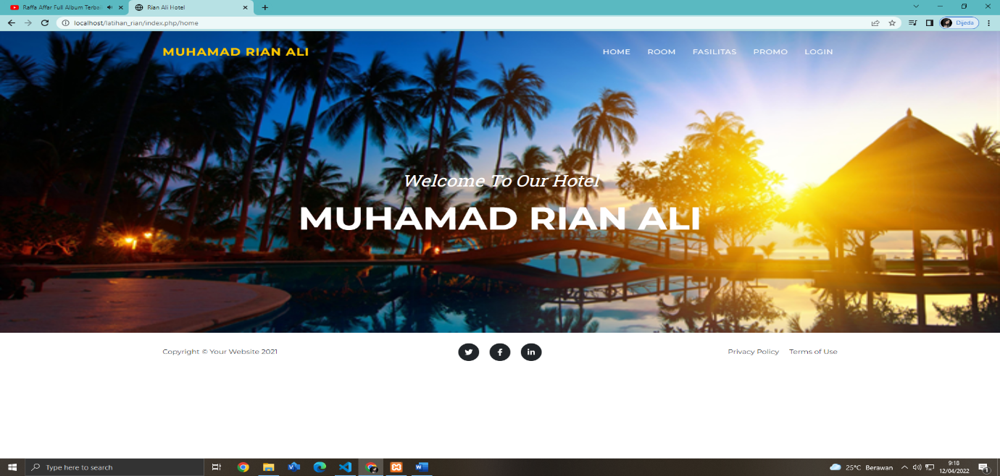 Raffa Affar Full Album Terba
Rian Ali Hotel
localhost/latihan_rian/index.php/home
Dijeda
MUHAMAD RIAN ALI
HOME ROOM FASILITAS PROMO LOGIN
Welcome To Our Hotel
MUHAMAD RIAN ALI
Copyright © Your Website 2021
Privacy Policy Terms of Use
Type here to search
25°C Berawan
9:18
12/04/2022